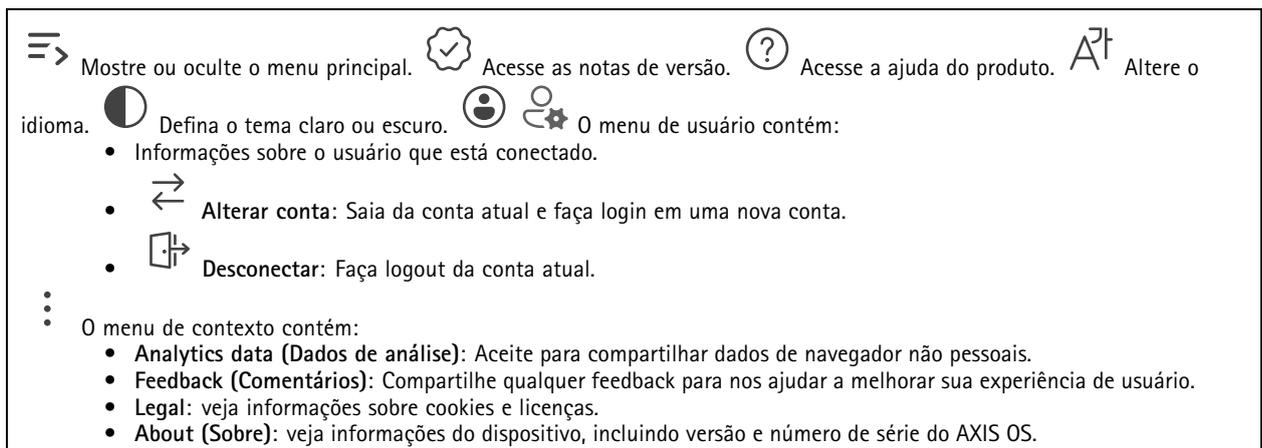 Mostre ou oculte o menu principal. Acesse as notas de versão. Acesse a ajuda do produto. Altere o
idioma. Defina o tema claro ou escuro. O menu de usuário contém:
• Informações sobre o usuário que está conectado.
• Alterar conta: Saia da conta atual e faça login em uma nova conta.
• Desconectar: Faça logout da conta atual.
O menu de contexto contém:
• Analytics data (Dados de análise): Aceite para compartilhar dados de navegador não pessoais.
• Feedback (Comentários): Compartilhe qualquer feedback para nos ajudar a melhorar sua experiência de usuário.
• Legal: veja informações sobre cookies e licenças.
• About (Sobre): veja informações do dispositivo, incluindo versão e número de série do AXIS OS.